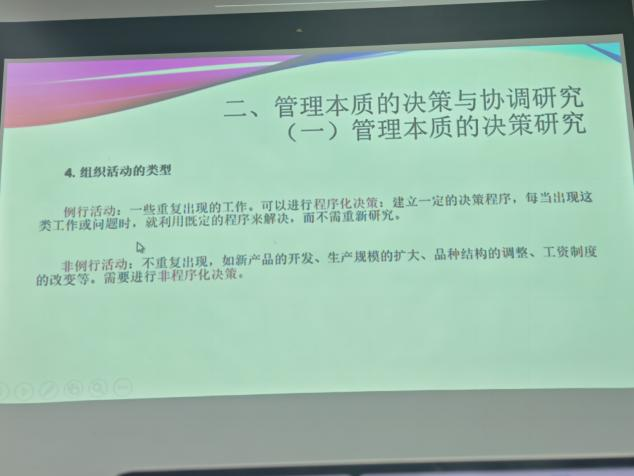 二、管理本质的决策与协调研究
（一）管理本质的决策研究
4. 组织活动的类型
例行活动：一些重复出现的工作。可以进行程序化决策：建立一定的决策程序，每当出现这
类工作或问题时，就利用既定的程序来解决，而不需重新研究。
非例行活动：不重复出现，如新产品的开发、生产规模的扩大、品种结构的调整、工资制度
的改变等。需要进行非程序化决策。